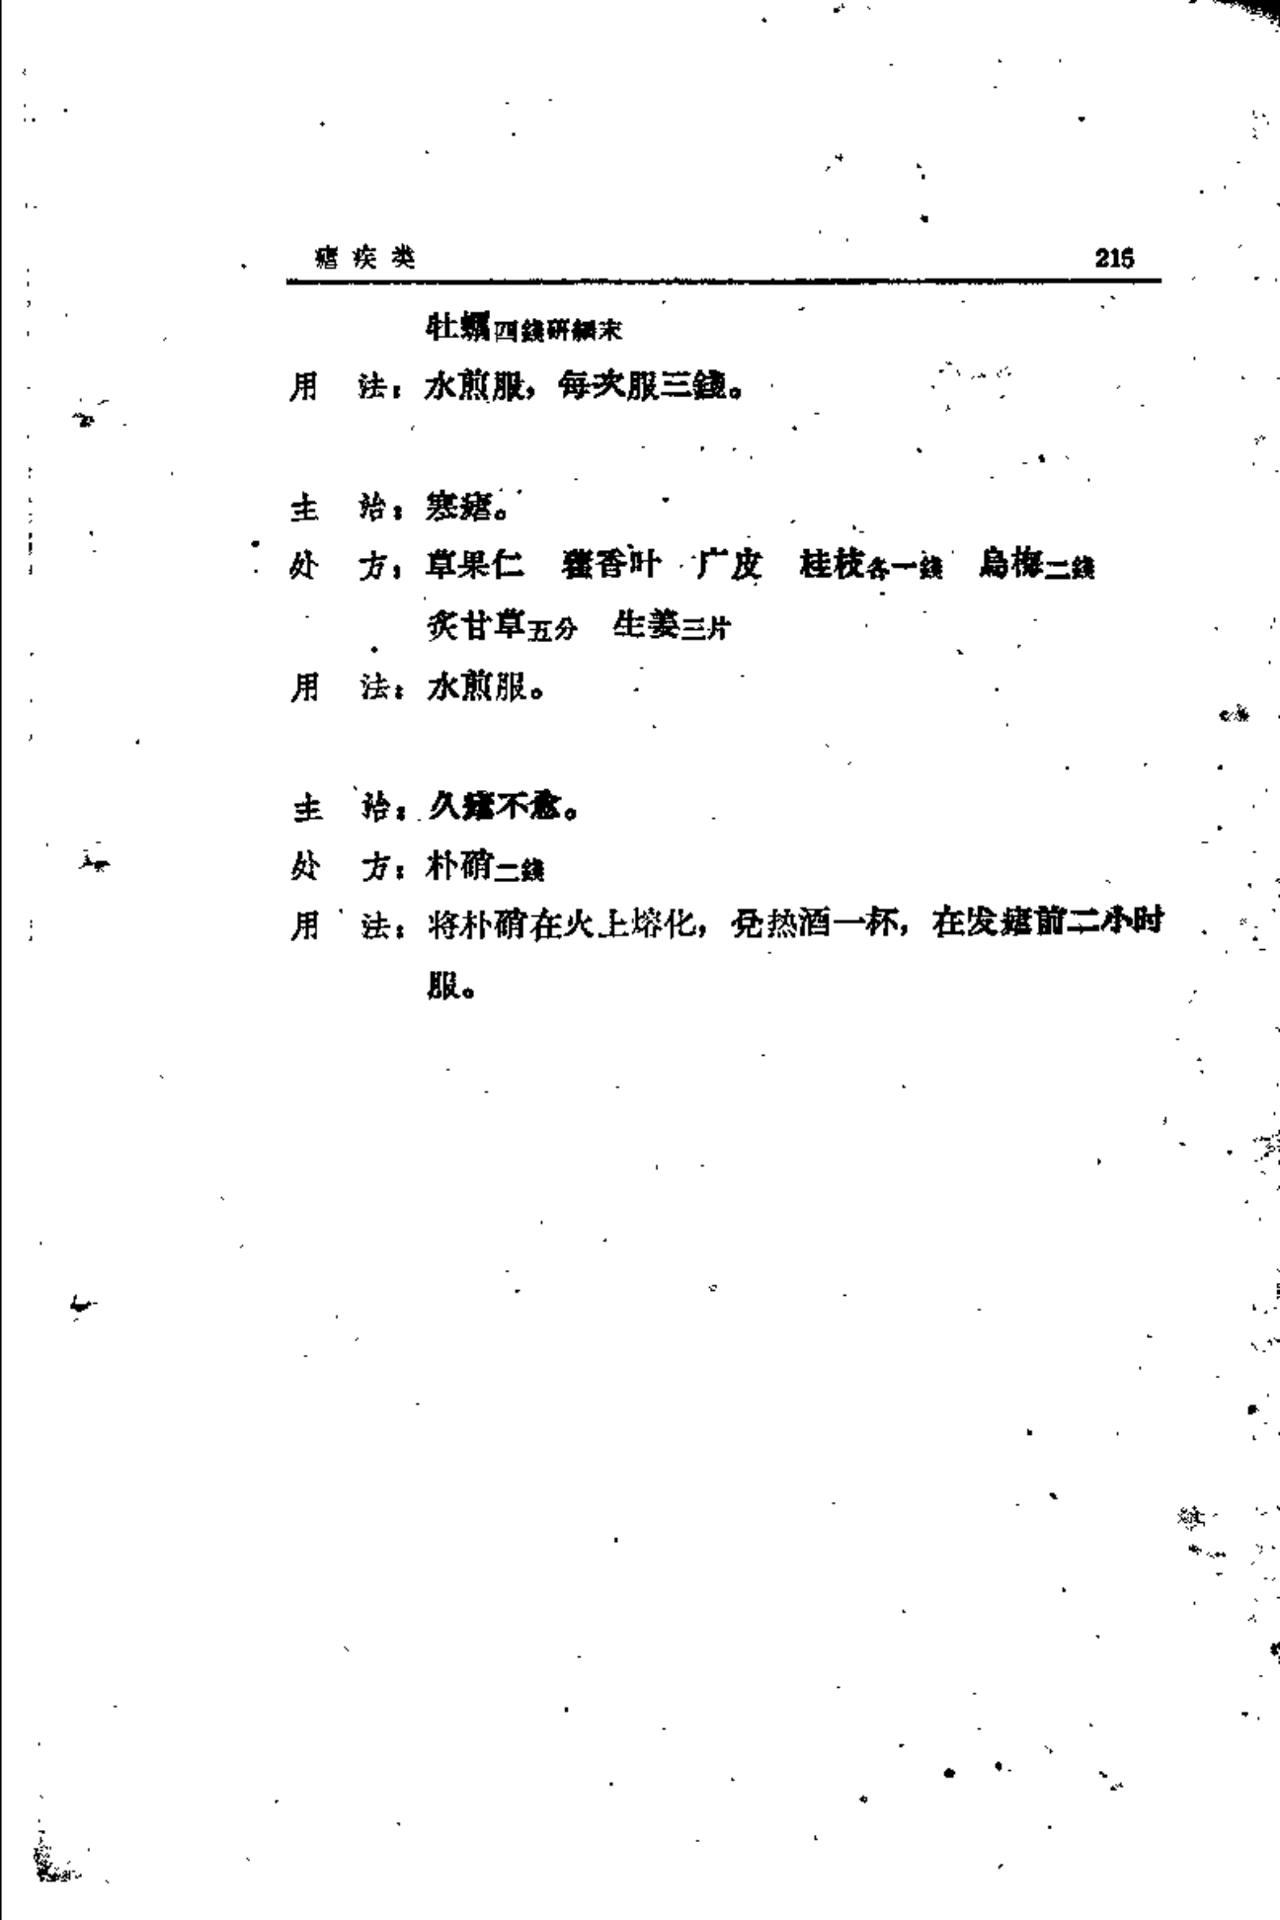 瘧疾类 215
牡蠣四錢研細末
用 法：水煎服，每次服三錢。
主 治：寒瘧。
处 方：草果仁 藿香叶 广皮 桂枝各一錢 烏梅三錢
炙甘草五分 生姜三片
用 法：水煎服。
主 治：久瘧不愈。
处 方：朴硝二錢
用 法：将朴硝在火上熔化，兌热酒一杯，在发瘧前二小时
服。